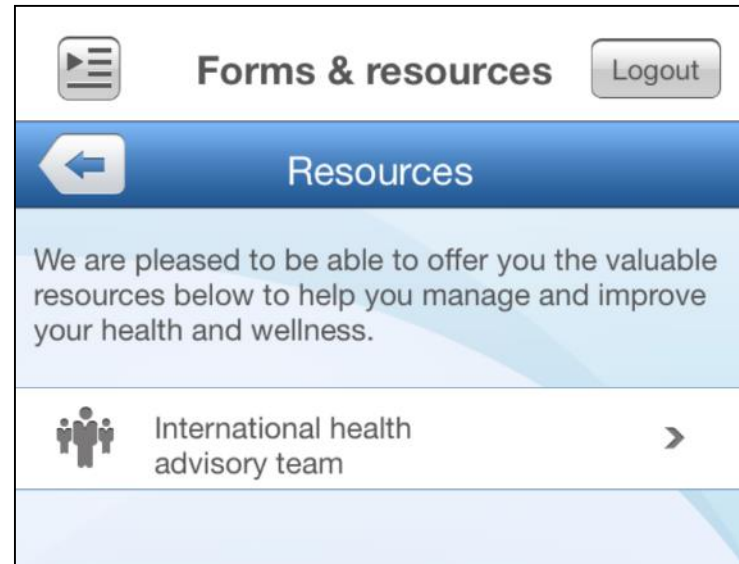 Forms & resources
Logout
Resources
We are pleased to be able to offer you the valuable
resources below to help you manage and improve
your health and wellness.
International health
advisory team